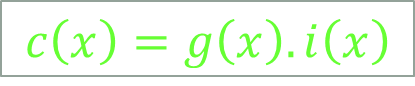 c(x) = g(x).i(x)